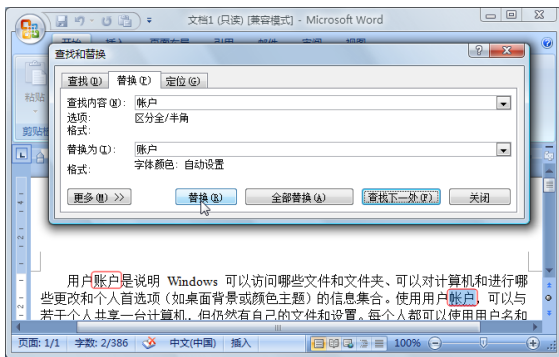 文档1 (只读) [兼容模式] - Microsoft Word
粘贴
剪贴板
查找和替换
查找(D) 替换(P) 定位(G)
查找内容(N): 帐户
选项: 区分全/半角
格式:
替换为(I): 账户
格式: 字体颜色: 自动设置
更多(M) >> 替换(R) 全部替换(A) 查找下一处(F) 关闭
用户账户是说明 Windows 可以访问哪些文件和文件夹、可以对计算机和进行哪
些更改和个人首选项（如桌面背景或颜色主题）的信息集合。使用用户帐户，可以与
若干个人共享一台计算机，但仍然有自己的文件和设置。每个人都可以使用用户名和
页面: 1/1 字数: 2/386 中文(中国) 插入 100%